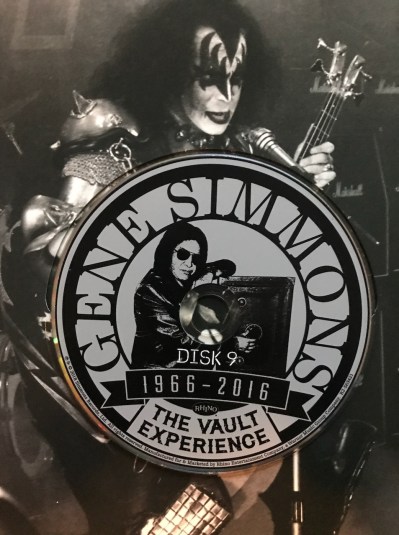 GENE SIMMONS
DISK 9
1966-2016
RHINO
THE VAULT
EXPERIENCE